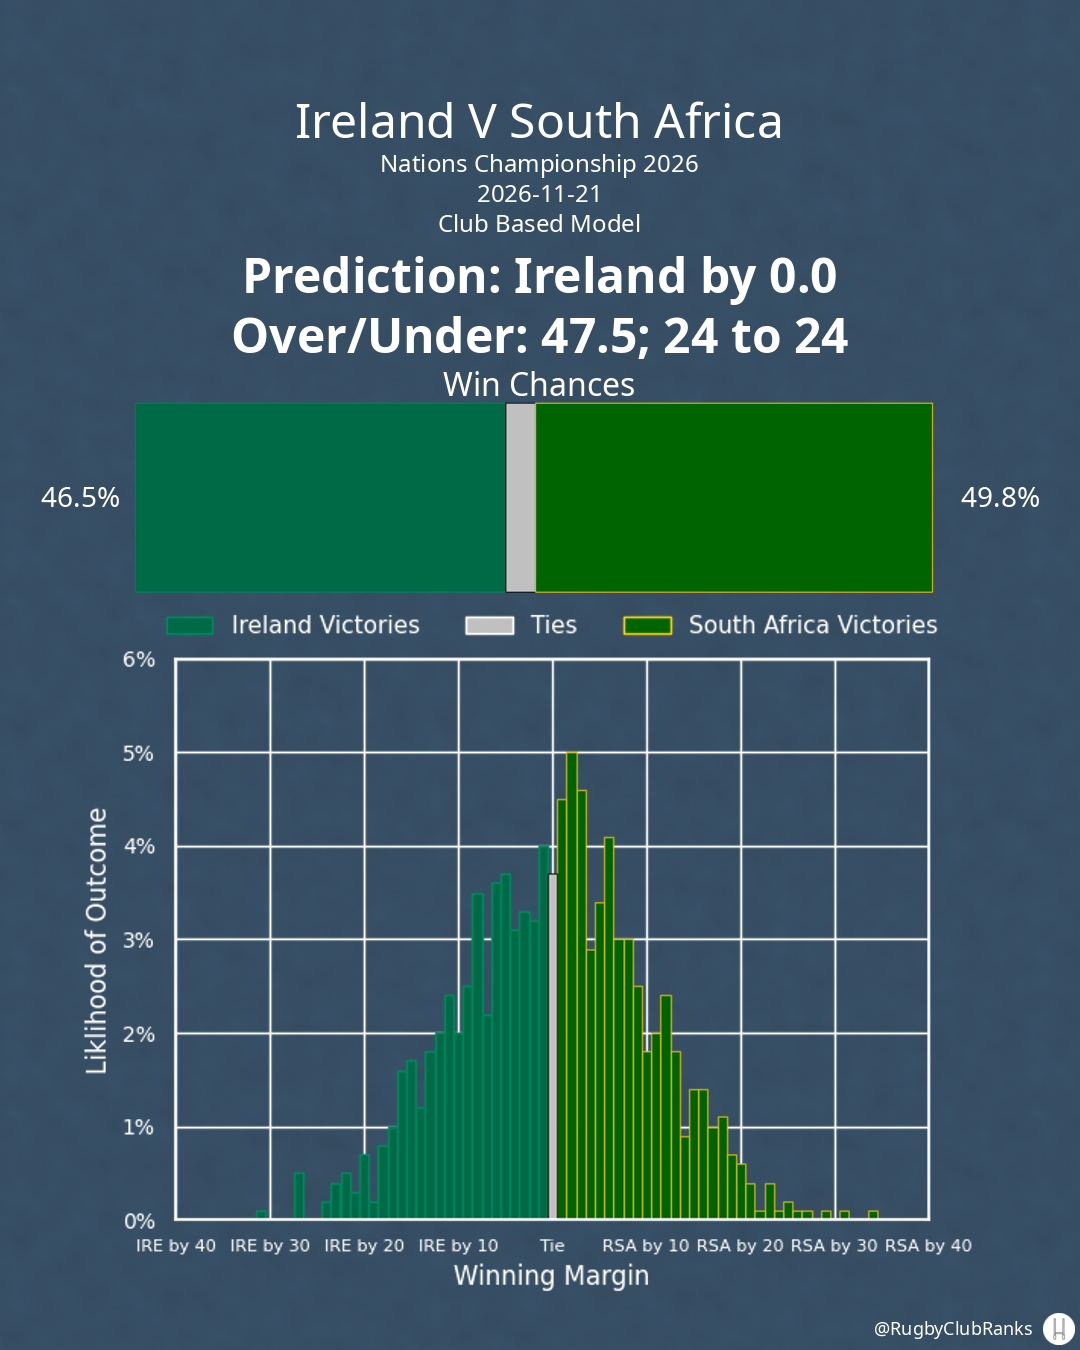 Ireland V South Africa
Nations Championship 2026
2026-11-21
Club Based Model
Prediction: Ireland by 0.0
Over/Under: 47.5; 24 to 24
Win Chances
46.5%
49.8%
Ireland Victories Ties South Africa Victories
6%
5%
4%
3%
2%
1%
0%
Liklihood of Outcome
IRE by 40 IRE by 30 IRE by 20 IRE by 10 Tie RSA by 10 RSA by 20 RSA by 30 RSA by 40
Winning Margin
@RugbyClubRanks